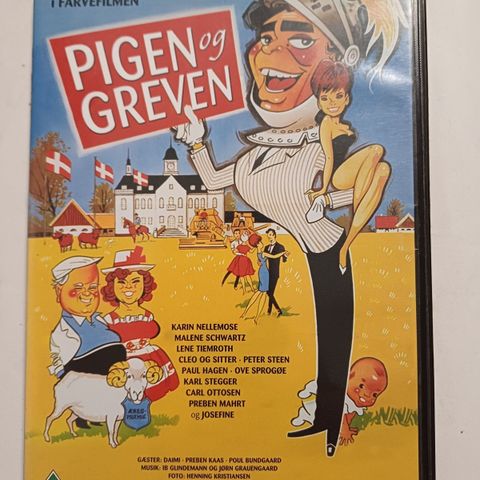 I FARVEFILMEN
PIGEN og
GREVEN
KARIN NELLEMOSE
MALENE SCHWARTZ
LENE TIEMROTH
CLEO OG SITTER · PETER STEEN
PAUL HAGEN · OVE SPROGØE
KARL STEGGER
CARL OTTOSEN
PREBEN MAHRT
og JOSEFINE
GÆSTER: DAIMI · PREBEN KAAS · POUL BUNDGAARD
MUSIK: IB GLINDEMANN OG JØRN GRAUENGAARD
FOTO: HENNING KRISTIANSEN